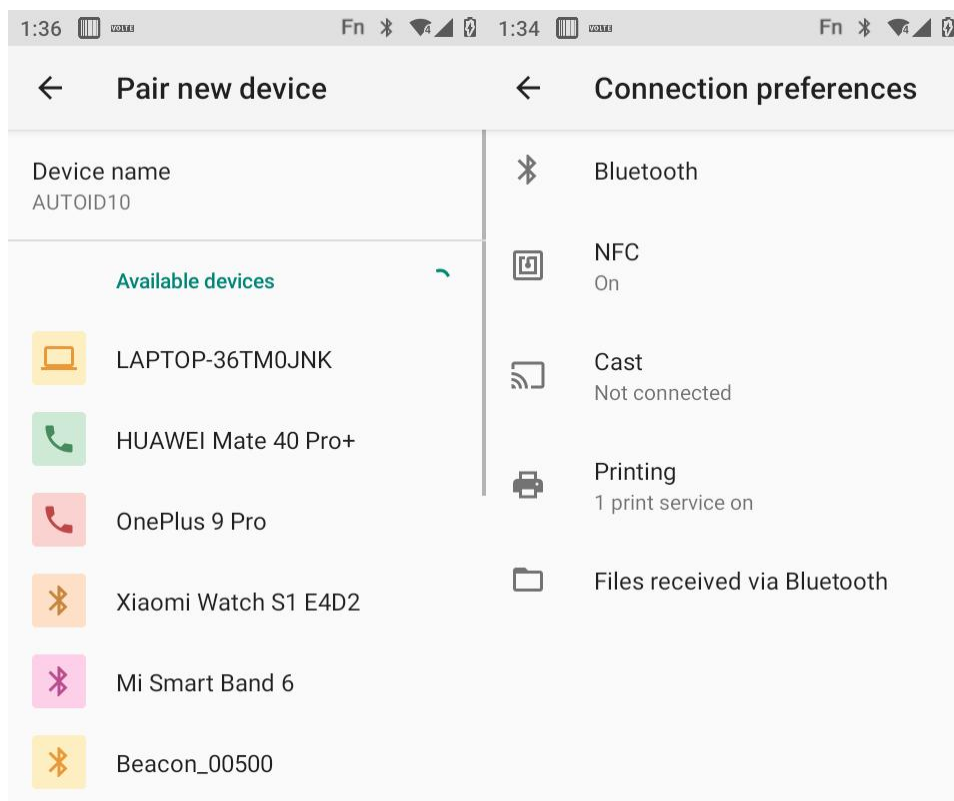 1:36 VOLTE Fn 4
Pair new device
Device name
AUTOID10
Available devices
LAPTOP-36TM0JNK
HUAWEI Mate 40 Pro+
OnePlus 9 Pro
Xiaomi Watch S1 E4D2
Mi Smart Band 6
Beacon_00500
1:34 VOLTE Fn 4
Connection preferences
Bluetooth
NFC
On
Cast
Not connected
Printing
1 print service on
Files received via Bluetooth